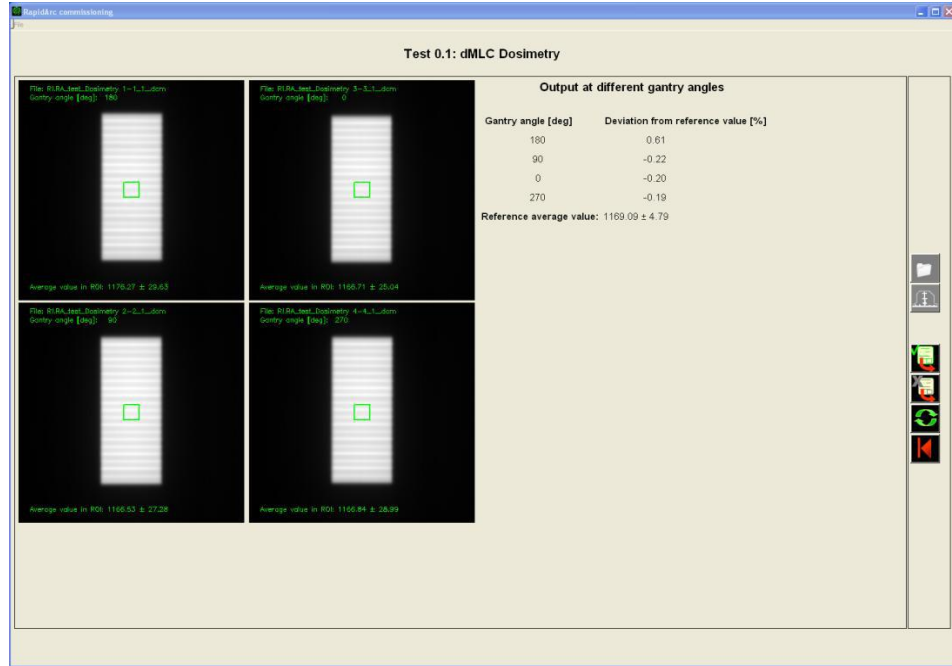 RapidArc commissioning
File
Test 0.1: dMLC Dosimetry
File: RI.RA_test_Dosimetry 1-1_1_.dcm
Gantry angle [deg]: 180
Average value in ROI: 1176.27 ± 29.63
File: RI.RA_test_Dosimetry 3-3_1_.dcm
Gantry angle [deg]: 0
Average value in ROI: 1166.71 ± 25.04
File: RI.RA_test_Dosimetry 2-2_1_.dcm
Gantry angle [deg]: 90
Average value in ROI: 1166.53 ± 27.28
File: RI.RA_test_Dosimetry 4-4_1_.dcm
Gantry angle [deg]: 270
Average value in ROI: 1166.84 ± 28.99
Output at different gantry angles
Gantry angle [deg] Deviation from reference value [%]
180 0.61
90 -0.22
0 -0.20
270 -0.19
Reference average value: 1169.09 ± 4.79